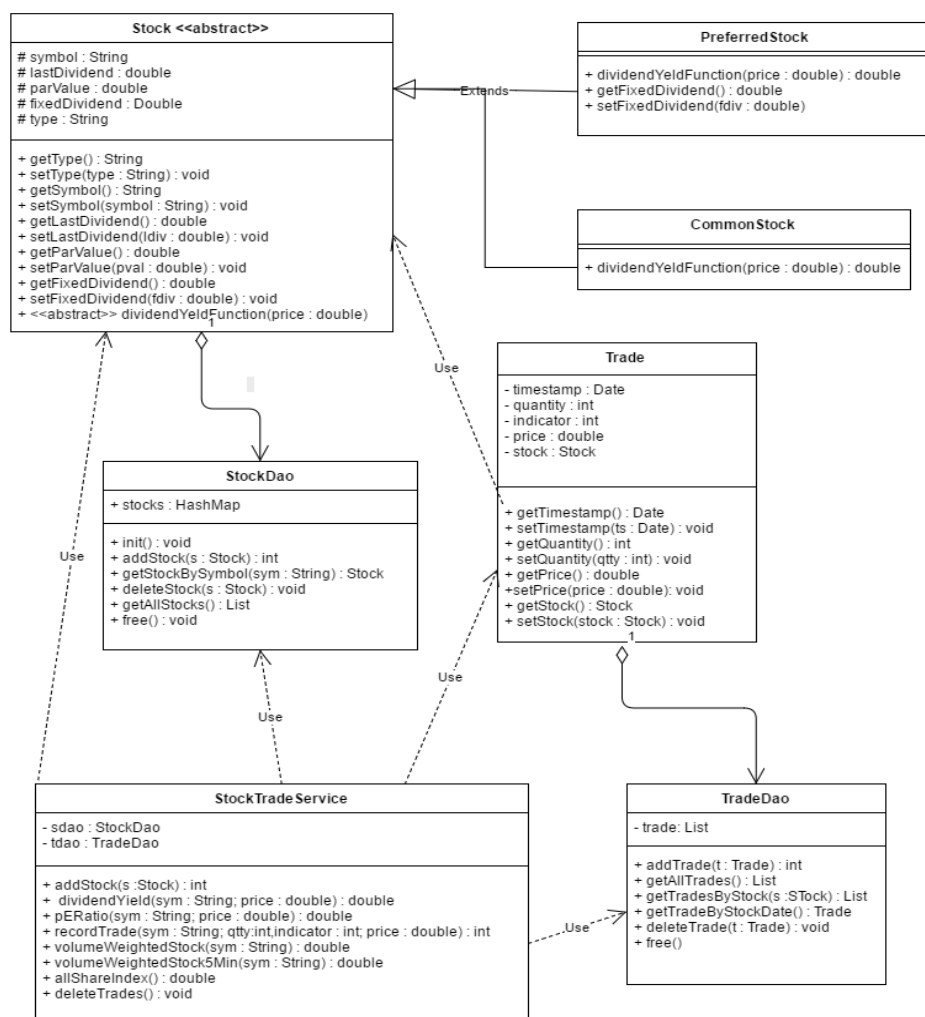 Stock <<abstract>>
# symbol : String
# lastDividend : double
# parValue : double
# fixedDividend : Double
# type : String
+ getType() : String
+ setType(type : String) : void
+ getSymbol() : String
+ setSymbol(symbol : String) : void
+ getLastDividend() : double
+ setLastDividend(ldiv : double) : void
+ getParValue() : double
+ setParValue(pval : double) : void
+ getFixedDividend() : double
+ setFixedDividend(fdiv : double) : void
+ <<abstract>> dividendYeldFunction(price : double)
1
Extends
PreferredStock
+ dividendYeldFunction(price : double) : double
+ getFixedDividend() : double
+ setFixedDividend(fdiv : double)
CommonStock
+ dividendYeldFunction(price : double) : double
Use
Trade
- timestamp : Date
- quantity : int
- indicator : int
- price : double
- stock : Stock
+ getTimestamp() : Date
+ setTimestamp(ts : Date) : void
+ getQuantity() : int
+ setQuantity(qtty : int) : void
+ getPrice() : double
+setPrice(price : double): void
+ getStock() : Stock
+ setStock(stock : Stock) : void
1
StockDao
+ stocks : HashMap
+ init() : void
+ addStock(s : Stock) : int
+ getStockBySymbol(sym : String) : Stock
+ deleteStock(s : Stock) : void
+ getAllStocks() : List
+ free() : void
Use
Use
Use
StockTradeService
- sdao : StockDao
- tdao : TradeDao
+ addStock(s :Stock) : int
+  dividendYield(sym : String; price : double) : double
+ pERatio(sym : String; price : double) : double
+ recordTrade(sym : String; qtty:int,indicator : int; price : double) : int
+ volumeWeightedStock(sym : String) : double
+ volumeWeightedStock5Min(sym : String) : double
+ allShareIndex() : double
+ deleteTrades() : void
Use
TradeDao
- trade: List
+ addTrade(t : Trade) : int
+ getAllTrades() : List
+ getTradesByStock(s :STock) : List
+ getTradeByStockDate() : Trade
+ deleteTrade(t : Trade) : void
+ free()